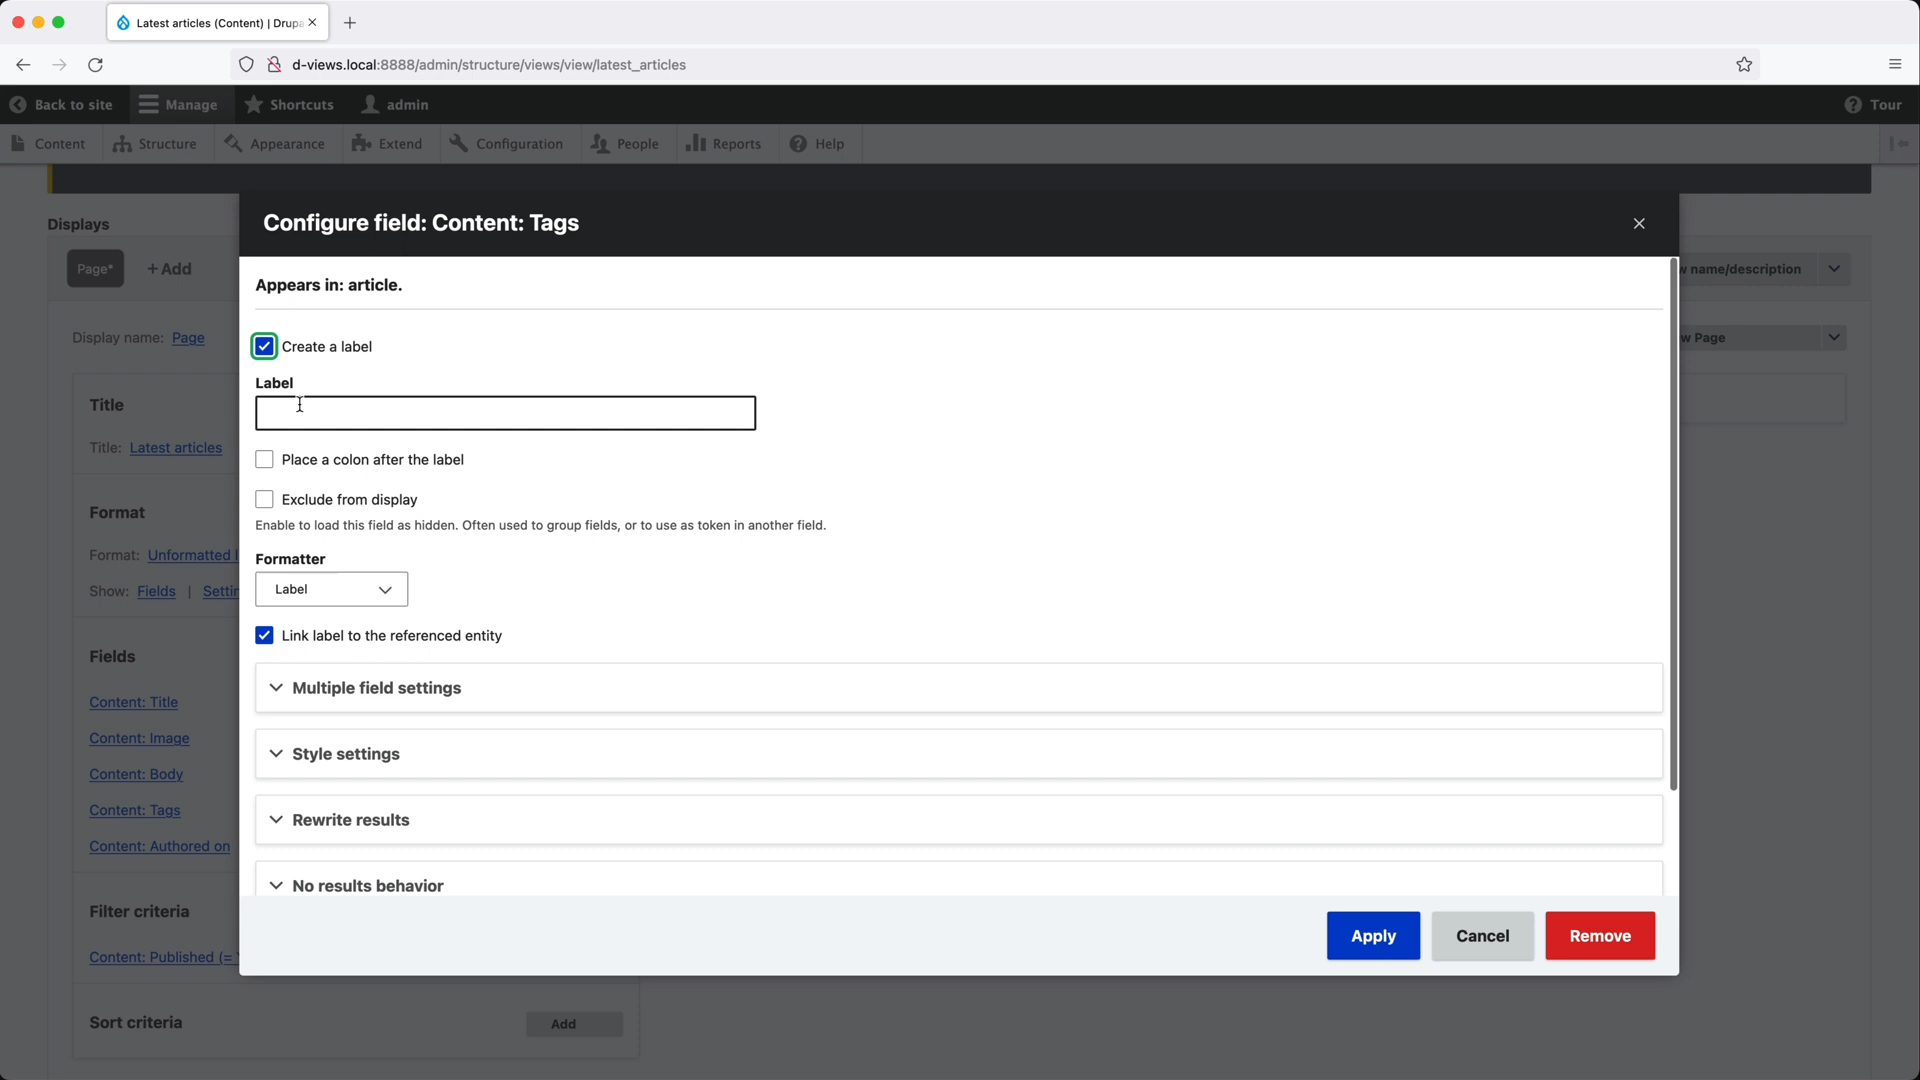 Latest articles (Content) | Drupa
d-views.local:8888/admin/structure/views/view/latest_articles
Back to site
Manage
Shortcuts
admin
Tour
Content
Structure
Appearance
Extend
Configuration
People
Reports
Help
Displays
Page*
+ Add
w name/description
Display name: Page
w Page
Title
Title: Latest articles
Format
Format: Unformatted l
Show: Fields | Settin
Fields
Content: Title
Content: Image
Content: Body
Content: Tags
Content: Authored on
Filter criteria
Content: Published (=
Sort criteria
Add
Configure field: Content: Tags
Appears in: article.
Create a label
Label
Place a colon after the label
Exclude from display
Enable to load this field as hidden. Often used to group fields, or to use as token in another field.
Formatter
Label
Link label to the referenced entity
Multiple field settings
Style settings
Rewrite results
No results behavior
Apply
Cancel
Remove